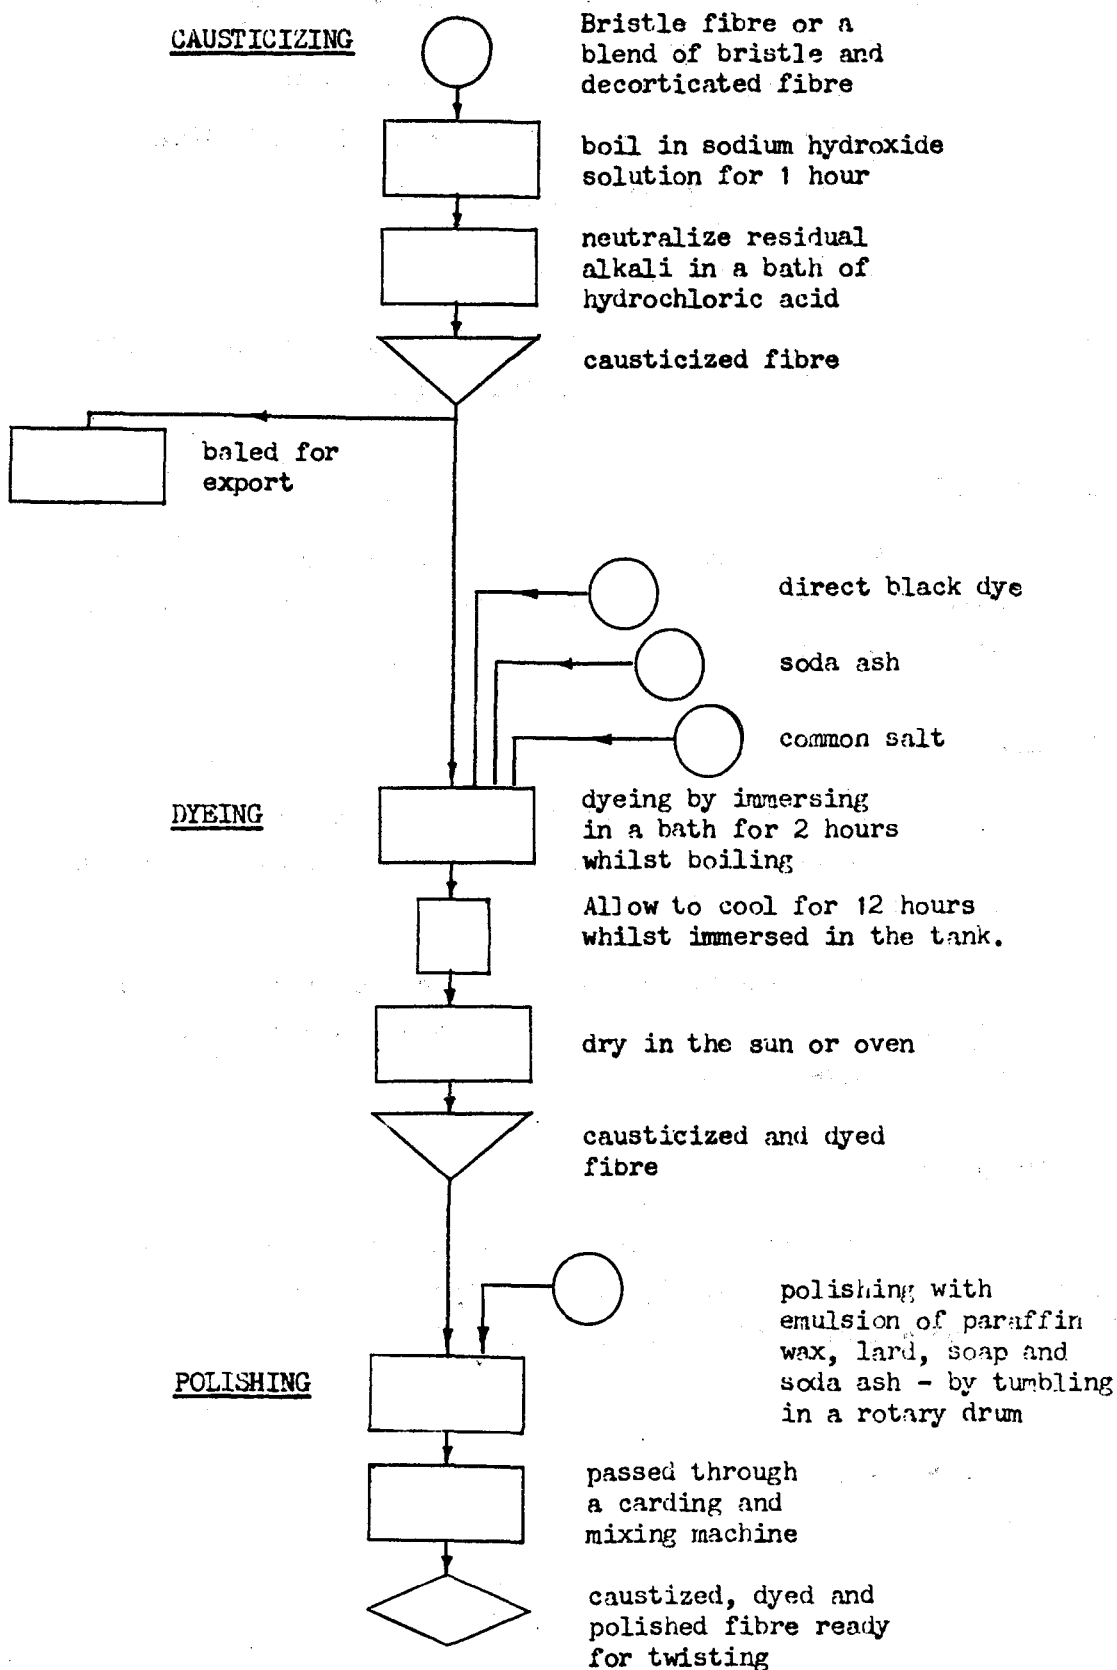 CAUSTICIZING
Bristle fibre or a
blend of bristle and
decorticated fibre
boil in sodium hydroxide
solution for 1 hour
neutralize residual
alkali in a bath of
hydrochloric acid
causticized fibre
baled for
export
direct black dye
soda ash
common salt
DYEING
dyeing by immersing
in a bath for 2 hours
whilst boiling
Allow to cool for 12 hours
whilst immersed in the tank.
dry in the sun or oven
causticized and dyed
fibre
polishing with
emulsion of paraffin
wax, lard, soap and
soda ash - by tumbling
in a rotary drum
POLISHING
passed through
a carding and
mixing machine
caustized, dyed and
polished fibre ready
for twisting